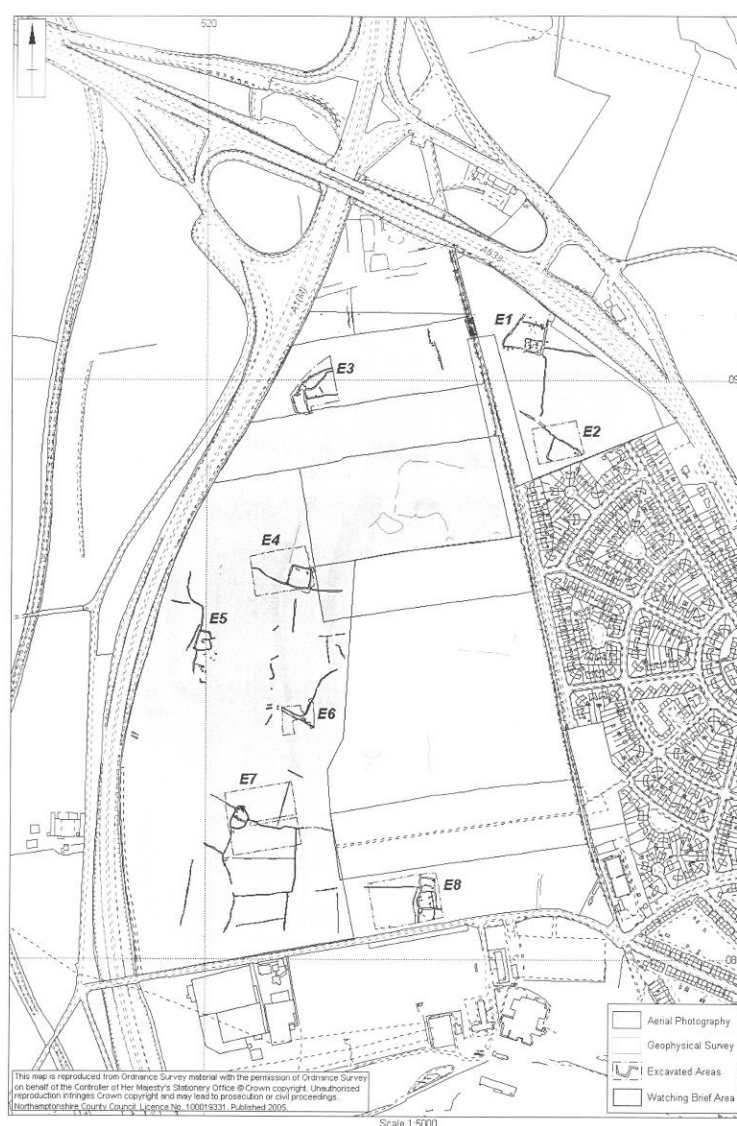 520
A638
A1(M)
E1
E3
09
E2
E4
E5
E6
E7
E8
08
Aerial Photography
Geophysical Survey
Excavated Areas
Watching Brief Area
This map is reproduced from Ordnance Survey material with the permission of Ordnance Survey
on behalf of the Controller of Her Majesty's Stationery Office © Crown copyright. Unauthorised
reproduction infringes Crown copyright and may lead to prosecution or civil proceedings.
Northamptonshire County Council: Licence No. 100019331. Published 2005.
Scale 1:5000